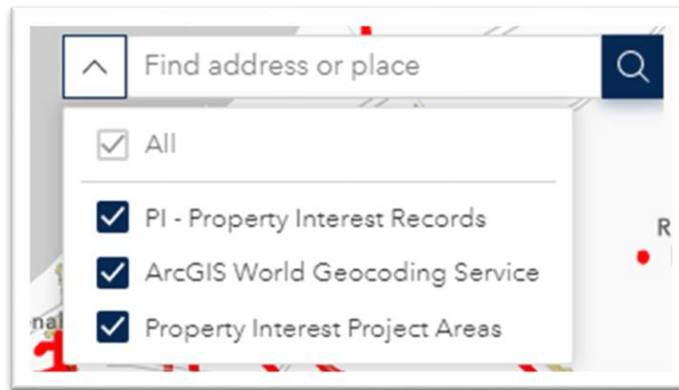 Find address or place
All
PI - Property Interest Records
ArcGIS World Geocoding Service
Property Interest Project Areas